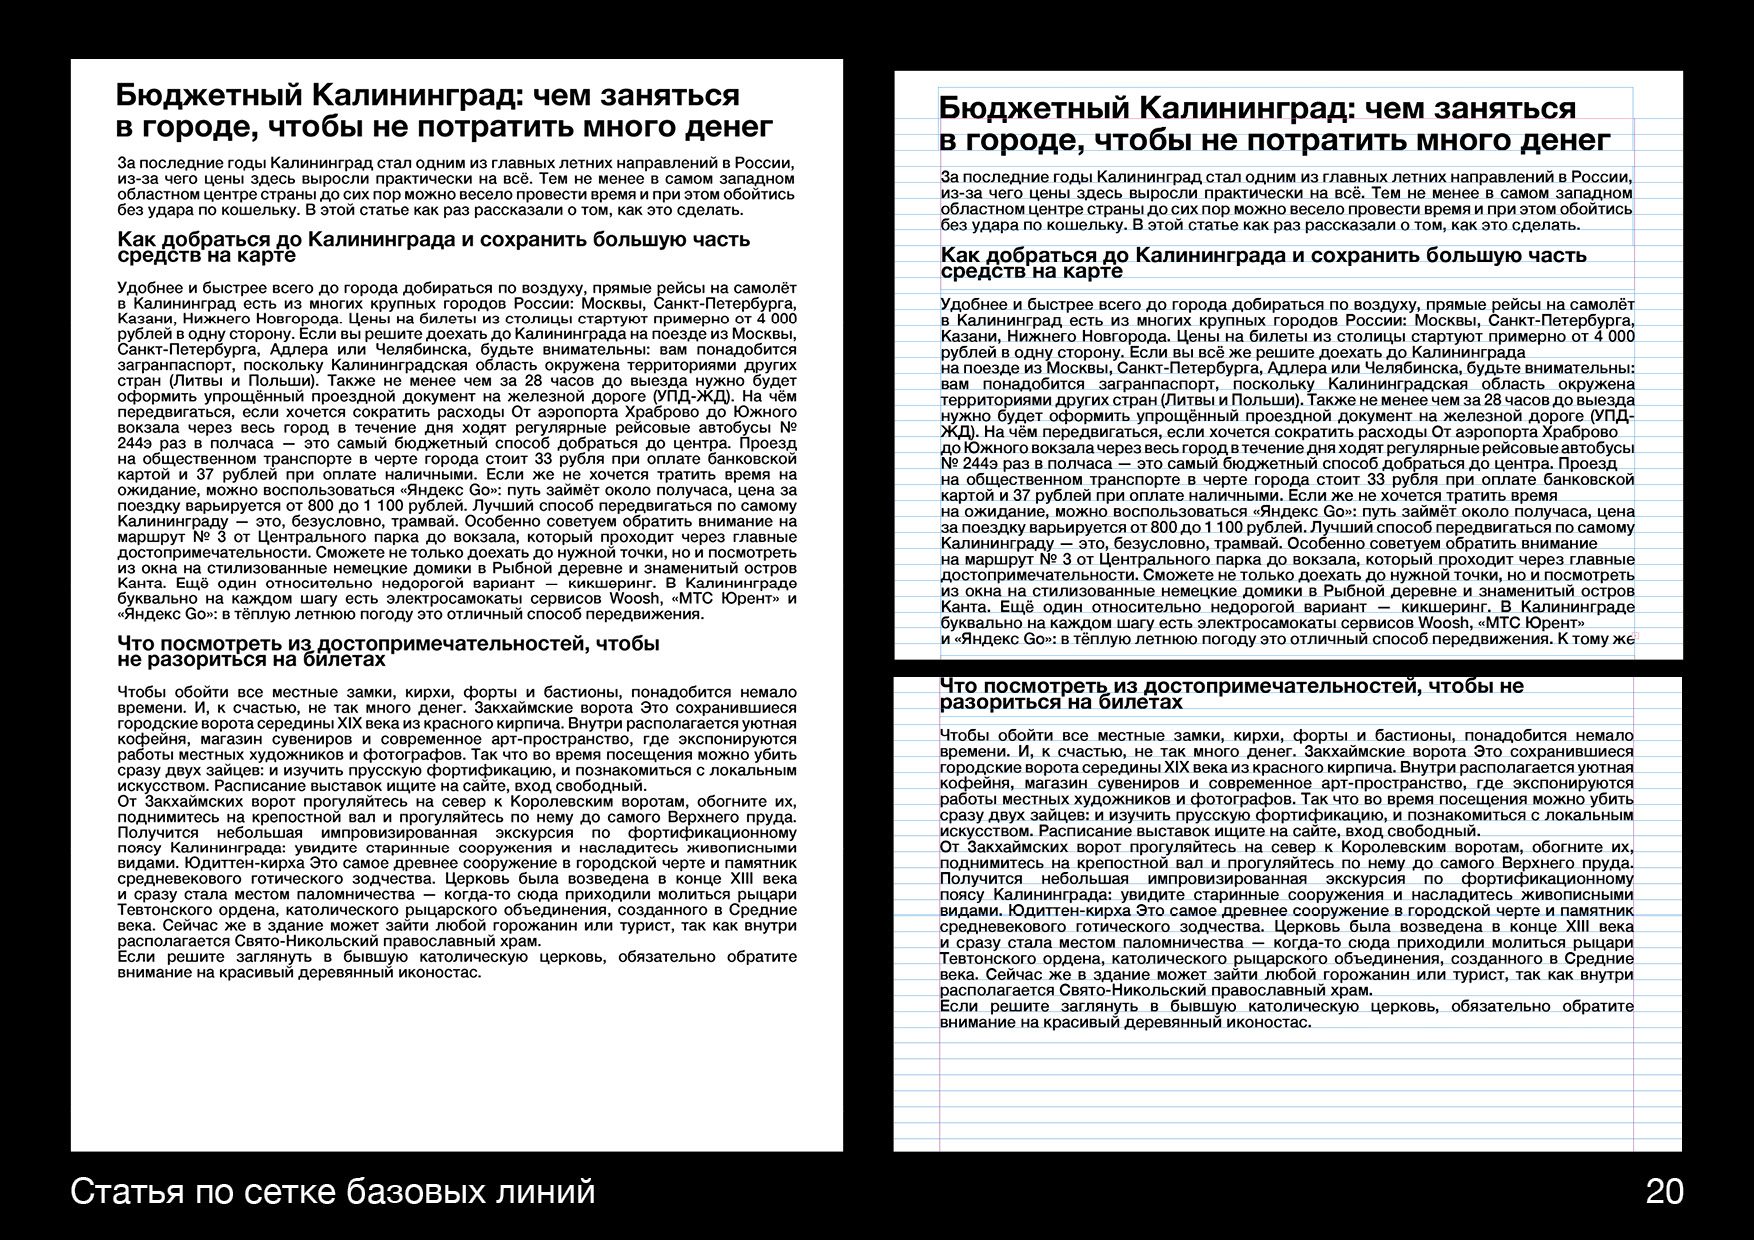 Бюджетный Калининград: чем заняться
в городе, чтобы не потратить много денег
За последние годы Калининград стал одним из главных летних направлений в России,
из-за чего цены здесь выросли практически на всё. Тем не менее в самом западном
областном центре страны до сих пор можно весело провести время и при этом обойтись
без удара по кошельку. В этой статье как раз рассказали о том, как это сделать.
Как добраться до Калининграда и сохранить большую часть
средств на карте
Удобнее и быстрее всего до города добираться по воздуху, прямые рейсы на самолёт
в Калининград есть из многих крупных городов России: Москвы, Санкт-Петербурга,
Казани, Нижнего Новгорода. Цены на билеты из столицы стартуют примерно от 4 000
рублей в одну сторону. Если вы решите доехать до Калининграда на поезде из Москвы,
Санкт-Петербурга, Адлера или Челябинска, будьте внимательны: вам понадобится
загранпаспорт, поскольку Калининградская область окружена территориями других
стран (Литвы и Польши). Также не менее чем за 28 часов до выезда нужно будет
оформить упрощённый проездной документ на железной дороге (УПД-ЖД). На чём
передвигаться, если хочется сократить расходы От аэропорта Храброво до Южного
вокзала через весь город в течение дня ходят регулярные рейсовые автобусы №
244э раз в полчаса — это самый бюджетный способ добраться до центра. Проезд
на общественном транспорте в черте города стоит 33 рубля при оплате банковской
картой и 37 рублей при оплате наличными. Если же не хочется тратить время на
ожидание, можно воспользоваться «Яндекс Go»: путь займёт около получаса, цена за
поездку варьируется от 800 до 1 100 рублей. Лучший способ передвигаться по самому
Калининграду — это, безусловно, трамвай. Особенно советуем обратить внимание на
маршрут № 3 от Центрального парка до вокзала, который проходит через главные
достопримечательности. Сможете не только доехать до нужной точки, но и посмотреть
из окна на стилизованные немецкие домики в Рыбной деревне и знаменитый остров
Канта. Ещё один относительно недорогой вариант — кикшеринг. В Калининграде
буквально на каждом шагу есть электросамокаты сервисов Woosh, «МТС Юрент» и
«Яндекс Go»: в тёплую летнюю погоду это отличный способ передвижения.
Что посмотреть из достопримечательностей, чтобы
не разориться на билетах
Чтобы обойти все местные замки, кирхи, форты и бастионы, понадобится немало
времени. И, к счастью, не так много денег. Закхаймские ворота Это сохранившиеся
городские ворота середины XIX века из красного кирпича. Внутри располагается уютная
кофейня, магазин сувениров и современное арт-пространство, где экспонируются
работы местных художников и фотографов. Так что во время посещения можно убить
сразу двух зайцев: и изучить прусскую фортификацию, и познакомиться с локальным
искусством. Расписание выставок ищите на сайте, вход свободный.
От Закхаймских ворот прогуляйтесь на север к Королевским воротам, обогните их,
поднимитесь на крепостной вал и прогуляйтесь по нему до самого Верхнего пруда.
Получится небольшая импровизированная экскурсия по фортификационному
поясу Калининграда: увидите старинные сооружения и насладитесь живописными
видами. Юдиттен-кирха Это самое древнее сооружение в городской черте и памятник
средневекового готического зодчества. Церковь была возведена в конце XIII века
и сразу стала местом паломничества — когда-то сюда приходили молиться рыцари
Тевтонского ордена, католического рыцарского объединения, созданного в Средние
века. Сейчас же в здание может зайти любой горожанин или турист, так как внутри
располагается Свято-Никольский православный храм.
Если решите заглянуть в бывшую католическую церковь, обязательно обратите
внимание на красивый деревянный иконостас.
Бюджетный Калининград: чем заняться
в городе, чтобы не потратить много денег
За последние годы Калининград стал одним из главных летних направлений в России,
из-за чего цены здесь выросли практически на всё. Тем не менее в самом западном
областном центре страны до сих пор можно весело провести время и при этом обойтись
без удара по кошельку. В этой статье как раз рассказали о том, как это сделать.
Как добраться до Калининграда и сохранить большую часть
средств на карте
Удобнее и быстрее всего до города добираться по воздуху, прямые рейсы на самолёт
в Калининград есть из многих крупных городов России: Москвы, Санкт-Петербурга,
Казани, Нижнего Новгорода. Цены на билеты из столицы стартуют примерно от 4 000
рублей в одну сторону. Если вы всё же решите доехать до Калининграда
на поезде из Москвы, Санкт-Петербурга, Адлера или Челябинска, будьте внимательны:
вам понадобится загранпаспорт, поскольку Калининградская область окружена
территориями других стран (Литвы и Польши). Также не менее чем за 28 часов до выезда
нужно будет оформить упрощённый проездной документ на железной дороге (УПД-
ЖД). На чём передвигаться, если хочется сократить расходы От аэропорта Храброво
до Южного вокзала через весь город в течение дня ходят регулярные рейсовые автобусы
№ 244э раз в полчаса — это самый бюджетный способ добраться до центра. Проезд
на общественном транспорте в черте города стоит 33 рубля при оплате банковской
картой и 37 рублей при оплате наличными. Если же не хочется тратить время
на ожидание, можно воспользоваться «Яндекс Go»: путь займёт около получаса, цена
за поездку варьируется от 800 до 1 100 рублей. Лучший способ передвигаться по самому
Калининграду — это, безусловно, трамвай. Особенно советуем обратить внимание
на маршрут № 3 от Центрального парка до вокзала, который проходит через главные
достопримечательности. Сможете не только доехать до нужной точки, но и посмотреть
из окна на стилизованные немецкие домики в Рыбной деревне и знаменитый остров
Канта. Ещё один относительно недорогой вариант — кикшеринг. В Калининграде
буквально на каждом шагу есть электросамокаты сервисов Woosh, «МТС Юрент»
и «Яндекс Go»: в тёплую летнюю погоду это отличный способ передвижения. К тому же
Что посмотреть из достопримечательностей, чтобы не
разориться на билетах
Чтобы обойти все местные замки, кирхи, форты и бастионы, понадобится немало
времени. И, к счастью, не так много денег. Закхаймские ворота Это сохранившиеся
городские ворота середины XIX века из красного кирпича. Внутри располагается уютная
кофейня, магазин сувениров и современное арт-пространство, где экспонируются
работы местных художников и фотографов. Так что во время посещения можно убить
сразу двух зайцев: и изучить прусскую фортификацию, и познакомиться с локальным
искусством. Расписание выставок ищите на сайте, вход свободный.
От Закхаймских ворот прогуляйтесь на север к Королевским воротам, обогните их,
поднимитесь на крепостной вал и прогуляйтесь по нему до самого Верхнего пруда.
Получится небольшая импровизированная экскурсия по фортификационному
поясу Калининграда: увидите старинные сооружения и насладитесь живописными
видами. Юдиттен-кирха Это самое древнее сооружение в городской черте и памятник
средневекового готического зодчества. Церковь была возведена в конце XIII века
и сразу стала местом паломничества — когда-то сюда приходили молиться рыцари
Тевтонского ордена, католического рыцарского объединения, созданного в Средние
века. Сейчас же в здание может зайти любой горожанин или турист, так как внутри
располагается Свято-Никольский православный храм.
Если решите заглянуть в бывшую католическую церковь, обязательно обратите
внимание на красивый деревянный иконостас.
Статья по сетке базовых линий
20